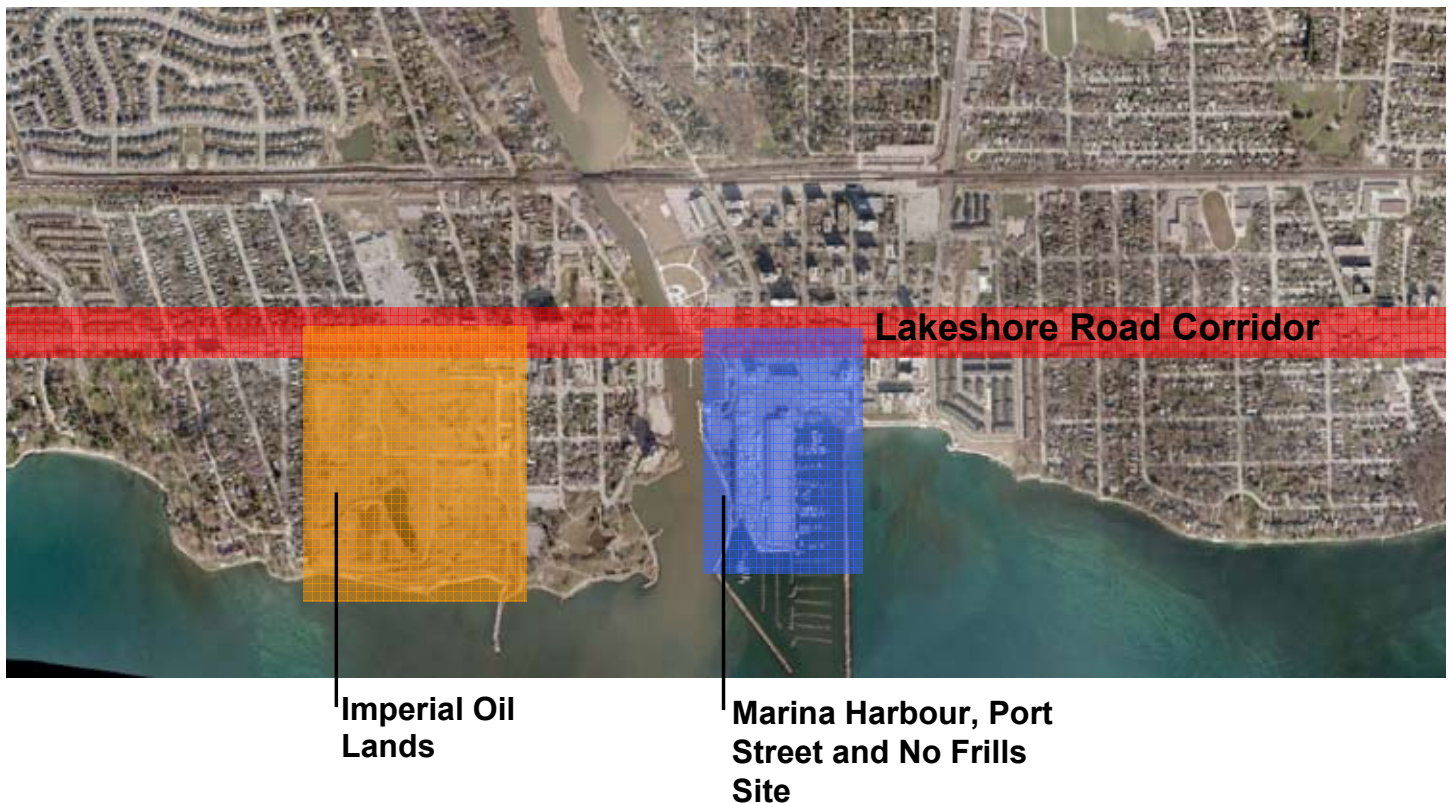 Lakeshore Road Corridor
Imperial Oil
Lands
Marina Harbour, Port
Street and No Frills
Site